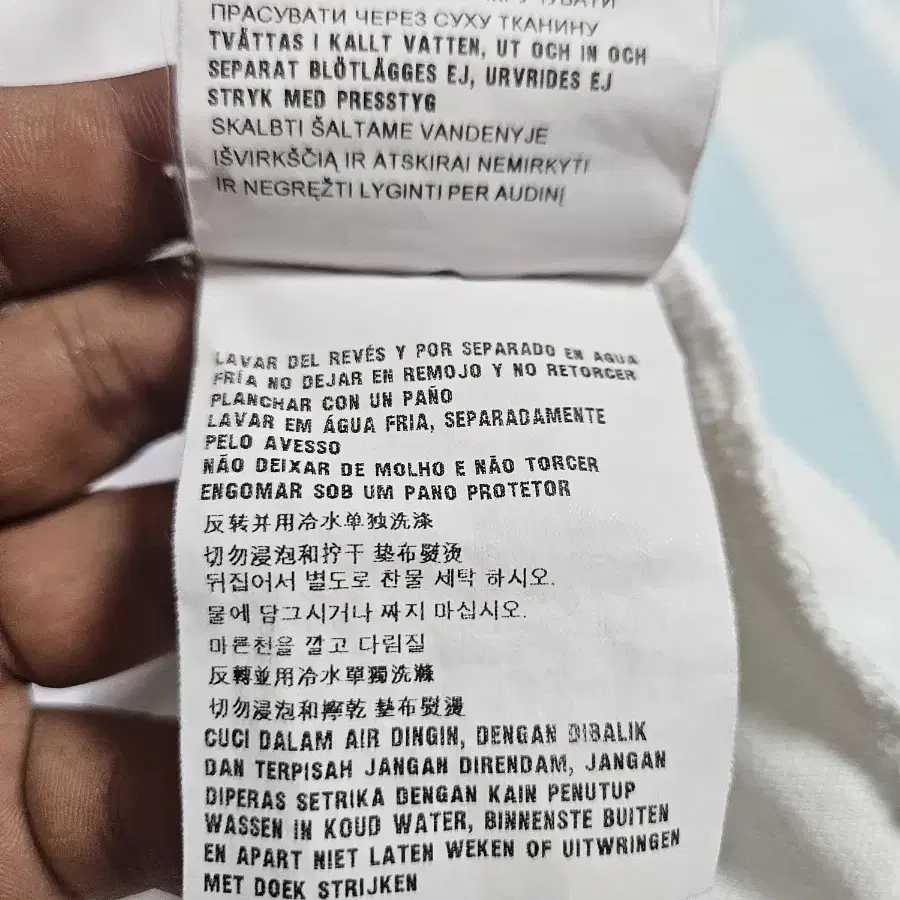 ПРАСУВАТИ ЧЕРЕЗ СУХУ ТКАНИНУ
TVÄTTAS I KALLT VATTEN, UT OCH IN OCH
SEPARAT BLÖTLÄGGES EJ, URVRIDES EJ
STRYK MED PRESSTYG
SKALBTI ŠALTAME VANDENYJE
IŠVIRKŠČIĄ IR ATSKIRAI NEMIRKYTI
IR NEGRĘŽTI LYGINTI PER AUDINĮ
LAVAR DEL REVÉS Y POR SEPARADO EN AGUA
FRÍA NO DEJAR EN REMOJO Y NO RETORCER
PLANCHAR CON UN PAÑO
LAVAR EM ÁGUA FRIA, SEPARADAMENTE
PELO AVESSO
NÃO DEIXAR DE MOLHO E NÃO TORCER
ENGOMAR SOB UM PANO PROTETOR
反转并用冷水单独洗涤
切勿浸泡和拧干 垫布熨烫
뒤집어서 별도로 찬물 세탁 하시오.
물에 담그시거나 짜지 마십시오.
마른천을 깔고 다림질
反轉並用冷水單獨洗滌
切勿浸泡和擰乾 墊布熨燙
CUCI DALAM AIR DINGIN, DENGAN DIBALIK
DAN TERPISAH JANGAN DIRENDAM, JANGAN
DIPERAS SETRIKA DENGAN KAIN PENUTUP
WASSEN IN KOUD WATER, BINNENSTE BUITEN
EN APART NIET LATEN WEKEN OF UITWRINGEN
MET DOEK STRIJKEN